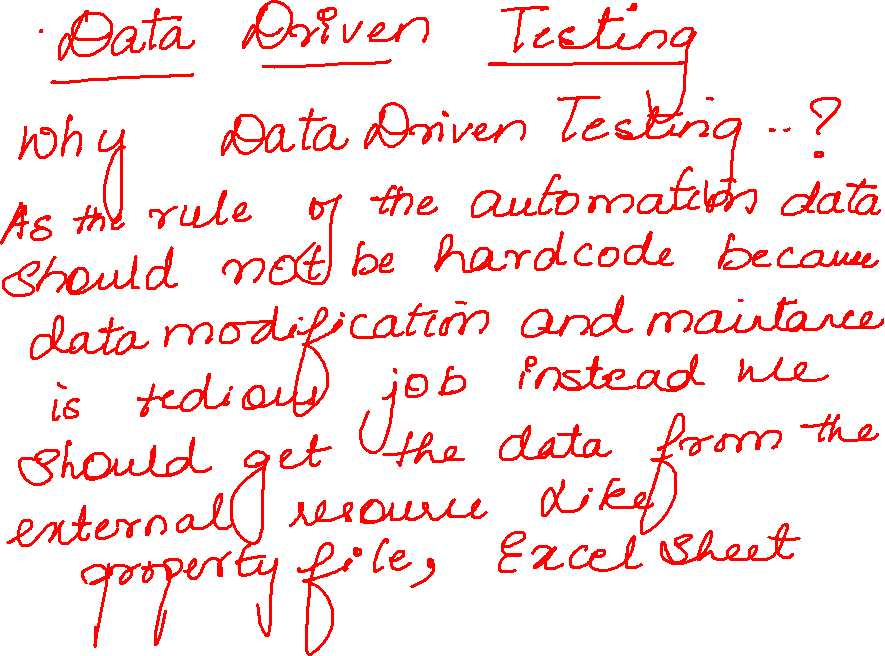 Data Driven Testing
Why Data Driven Testing..?
As the rule of the automation data
should not be hardcode because
data modification and maintance
is tedious job instead we
should get the data from the
external resource like
property file, Excel sheet